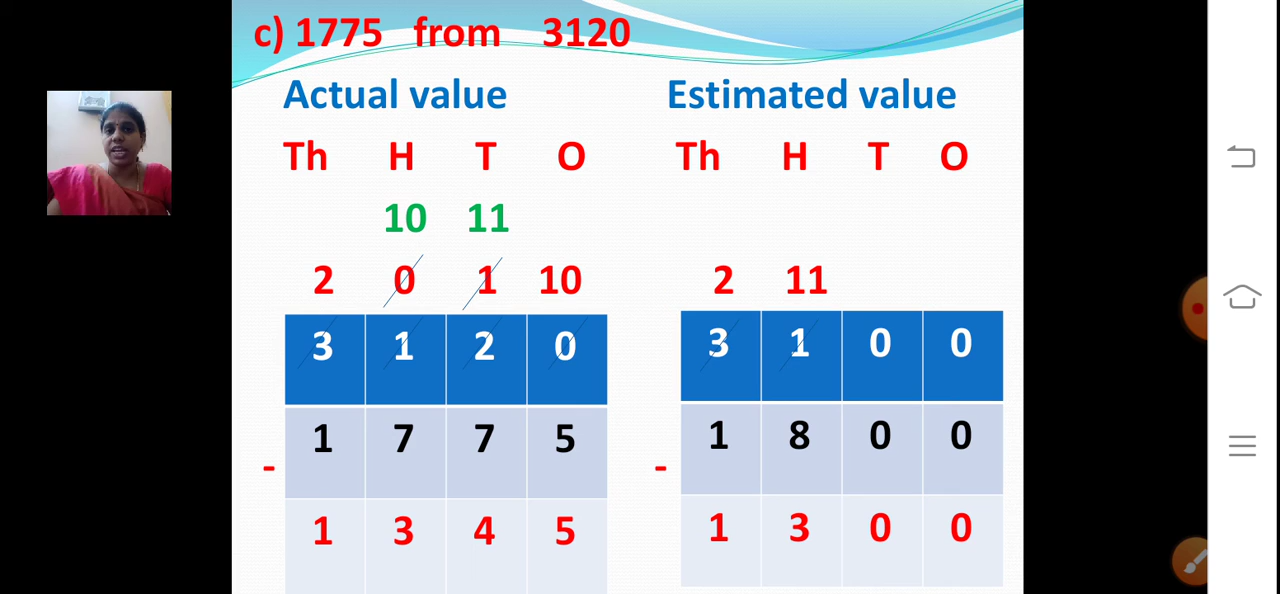 c) 1775 from 3120
Actual value Estimated value
Th H T O Th H T O
10 11
2 0 1 10 2 11
3 1 2 0 3 1 0 0
1 7 7 5 1 8 0 0
- -
1 3 4 5 1 3 0 0